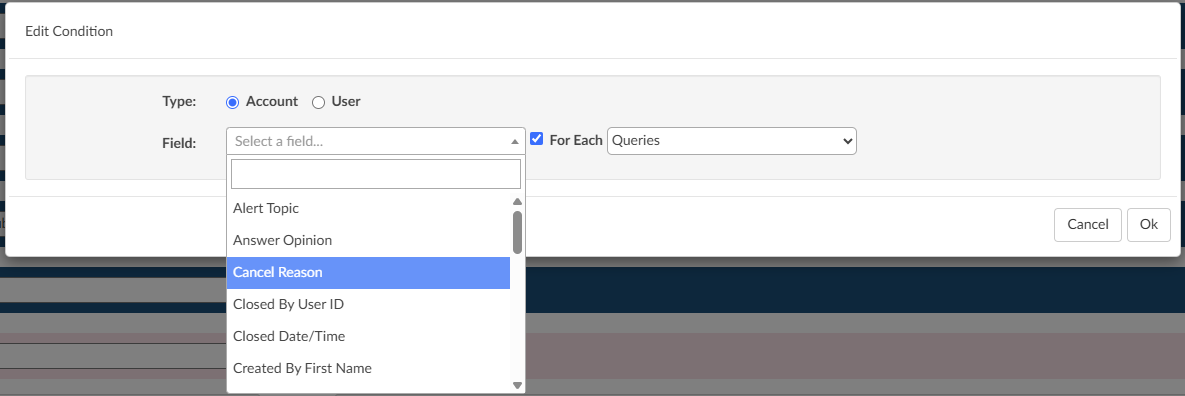 Edit Condition
Type: Account User
Field: Select a field... For Each Queries
Alert Topic
Answer Opinion
Cancel Reason
Closed By User ID
Closed Date/Time
Created By First Name
Cancel Ok